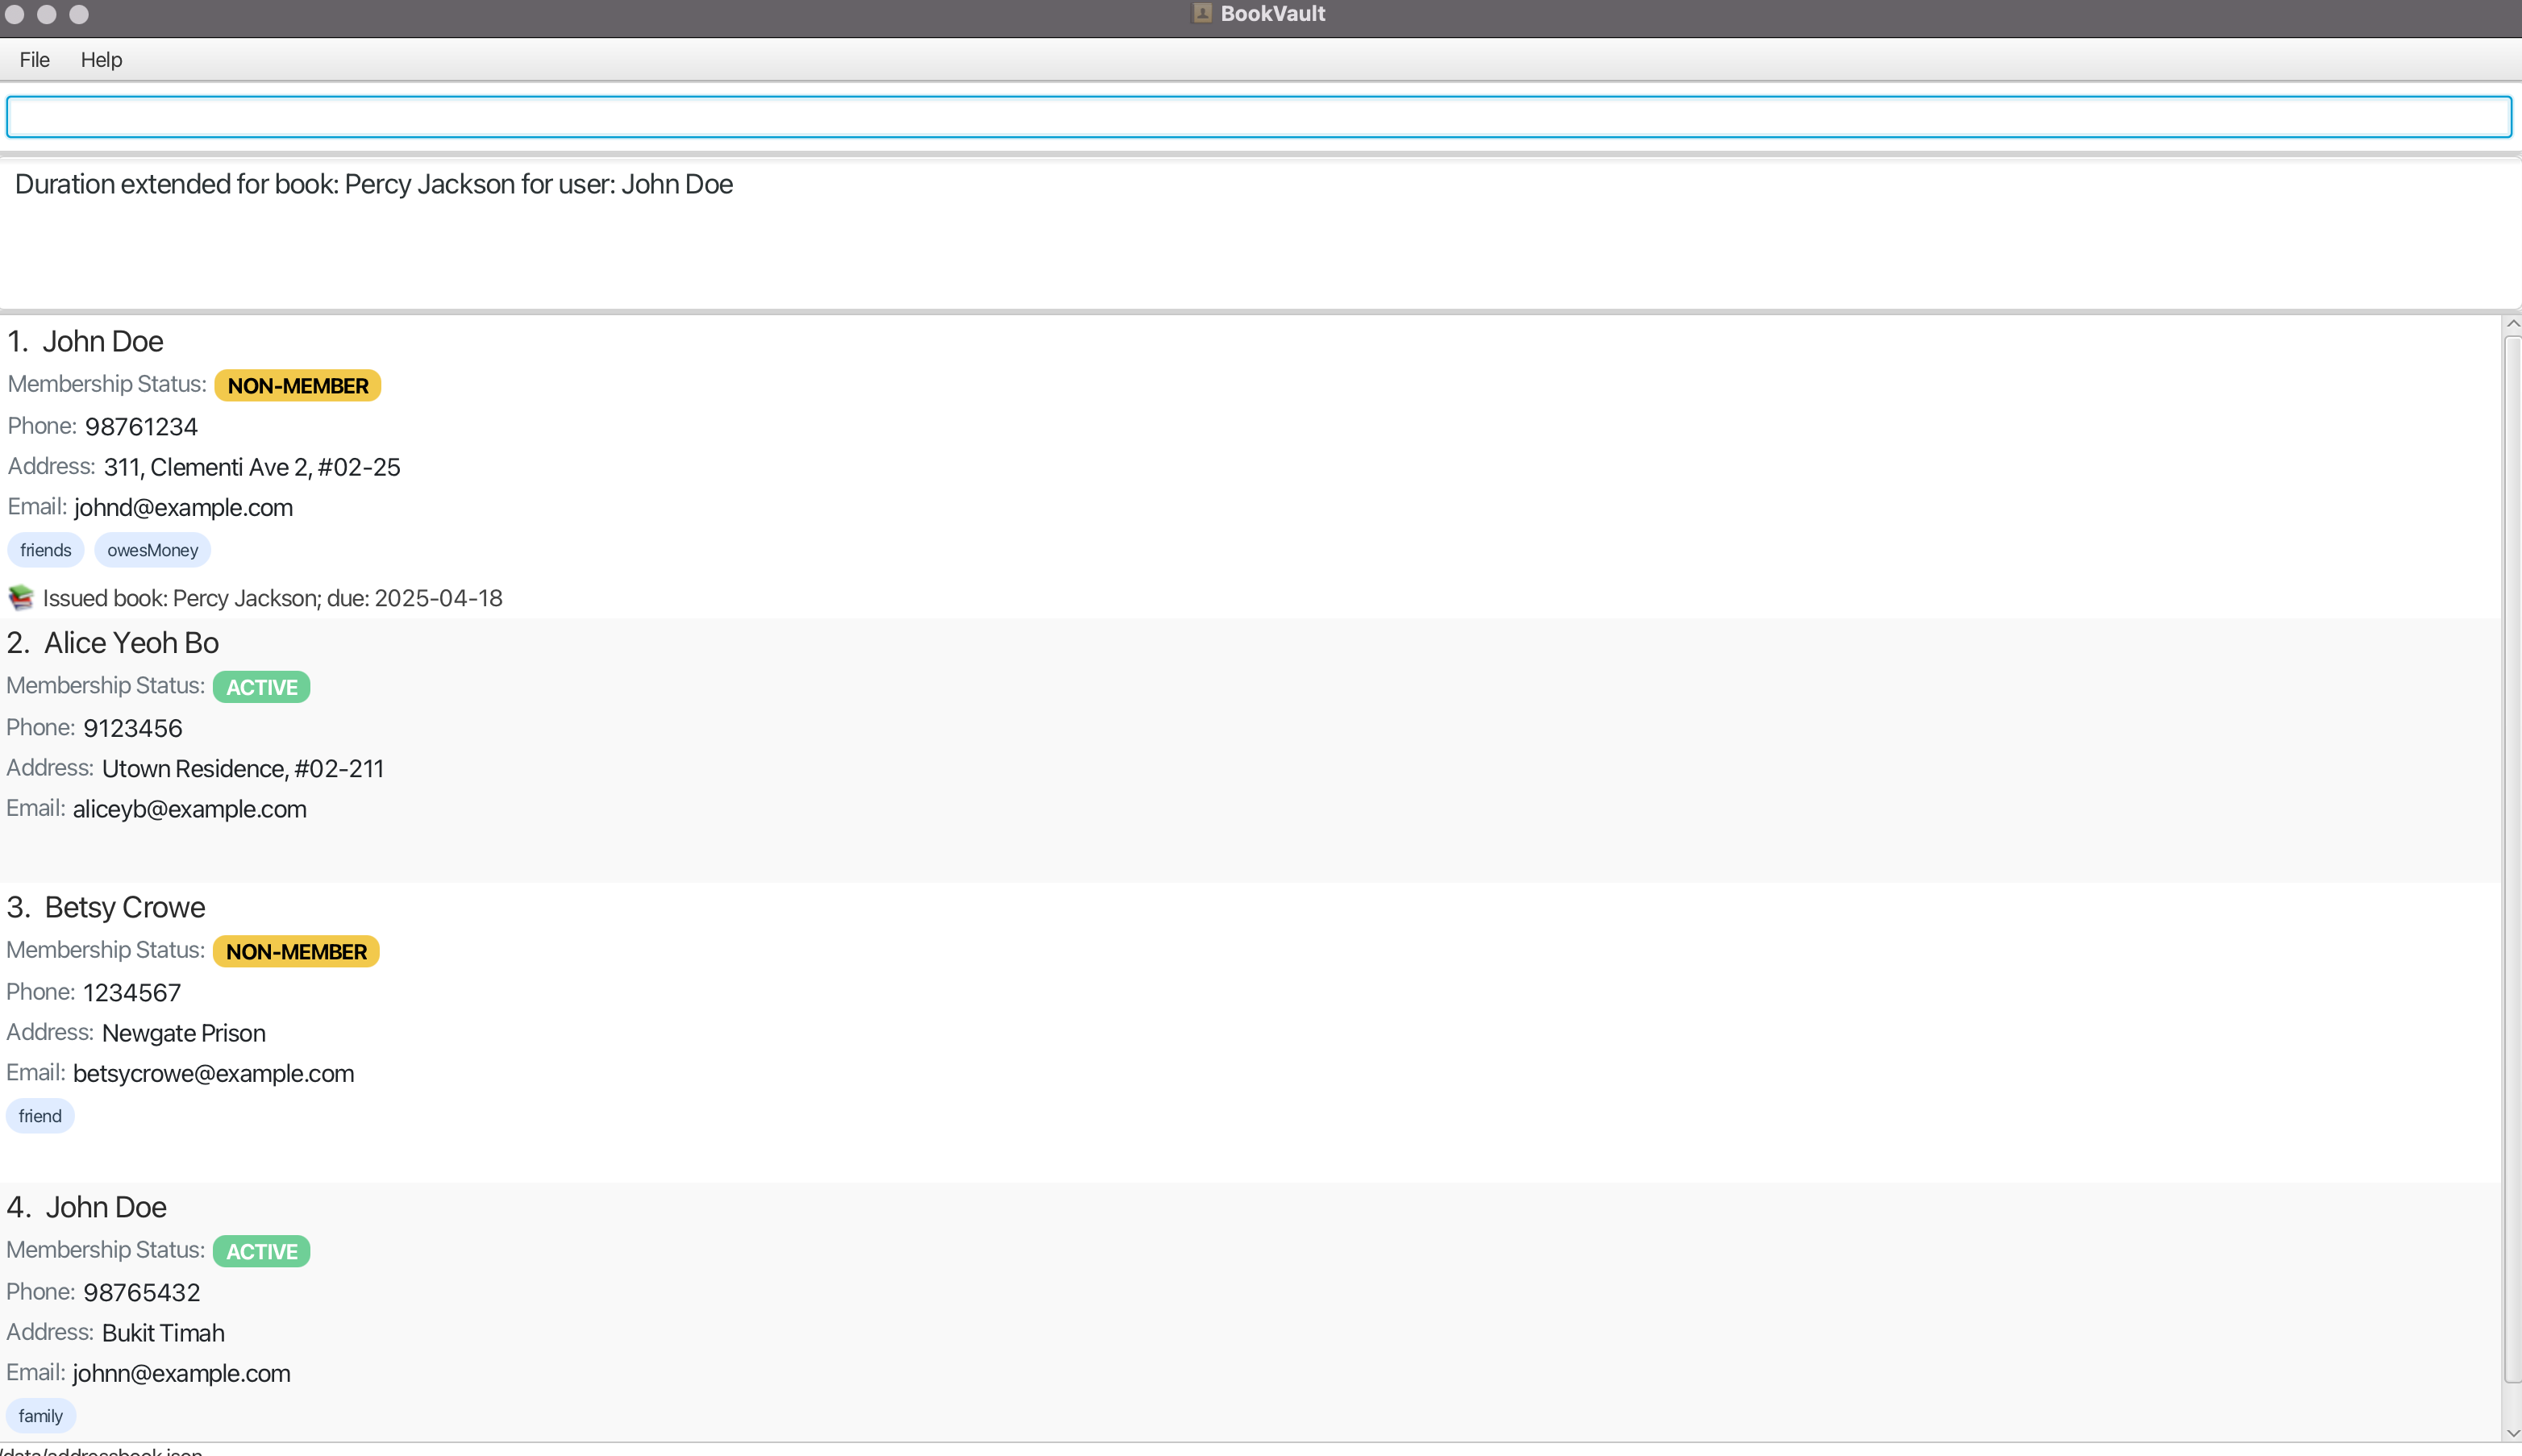 BookVault
File Help
Duration extended for book: Percy Jackson for user: John Doe
1. John Doe
Membership Status: NON-MEMBER
Phone: 98761234
Address: 311, Clementi Ave 2, #02-25
Email: johnd@example.com
friends owesMoney
Issued book: Percy Jackson; due: 2025-04-18
2. Alice Yeoh Bo
Membership Status: ACTIVE
Phone: 9123456
Address: Utown Residence, #02-211
Email: aliceyb@example.com
3. Betsy Crowe
Membership Status: NON-MEMBER
Phone: 1234567
Address: Newgate Prison
Email: betsycrowe@example.com
friend
4. John Doe
Membership Status: ACTIVE
Phone: 98765432
Address: Bukit Timah
Email: johnn@example.com
family
/data/addressbook.json